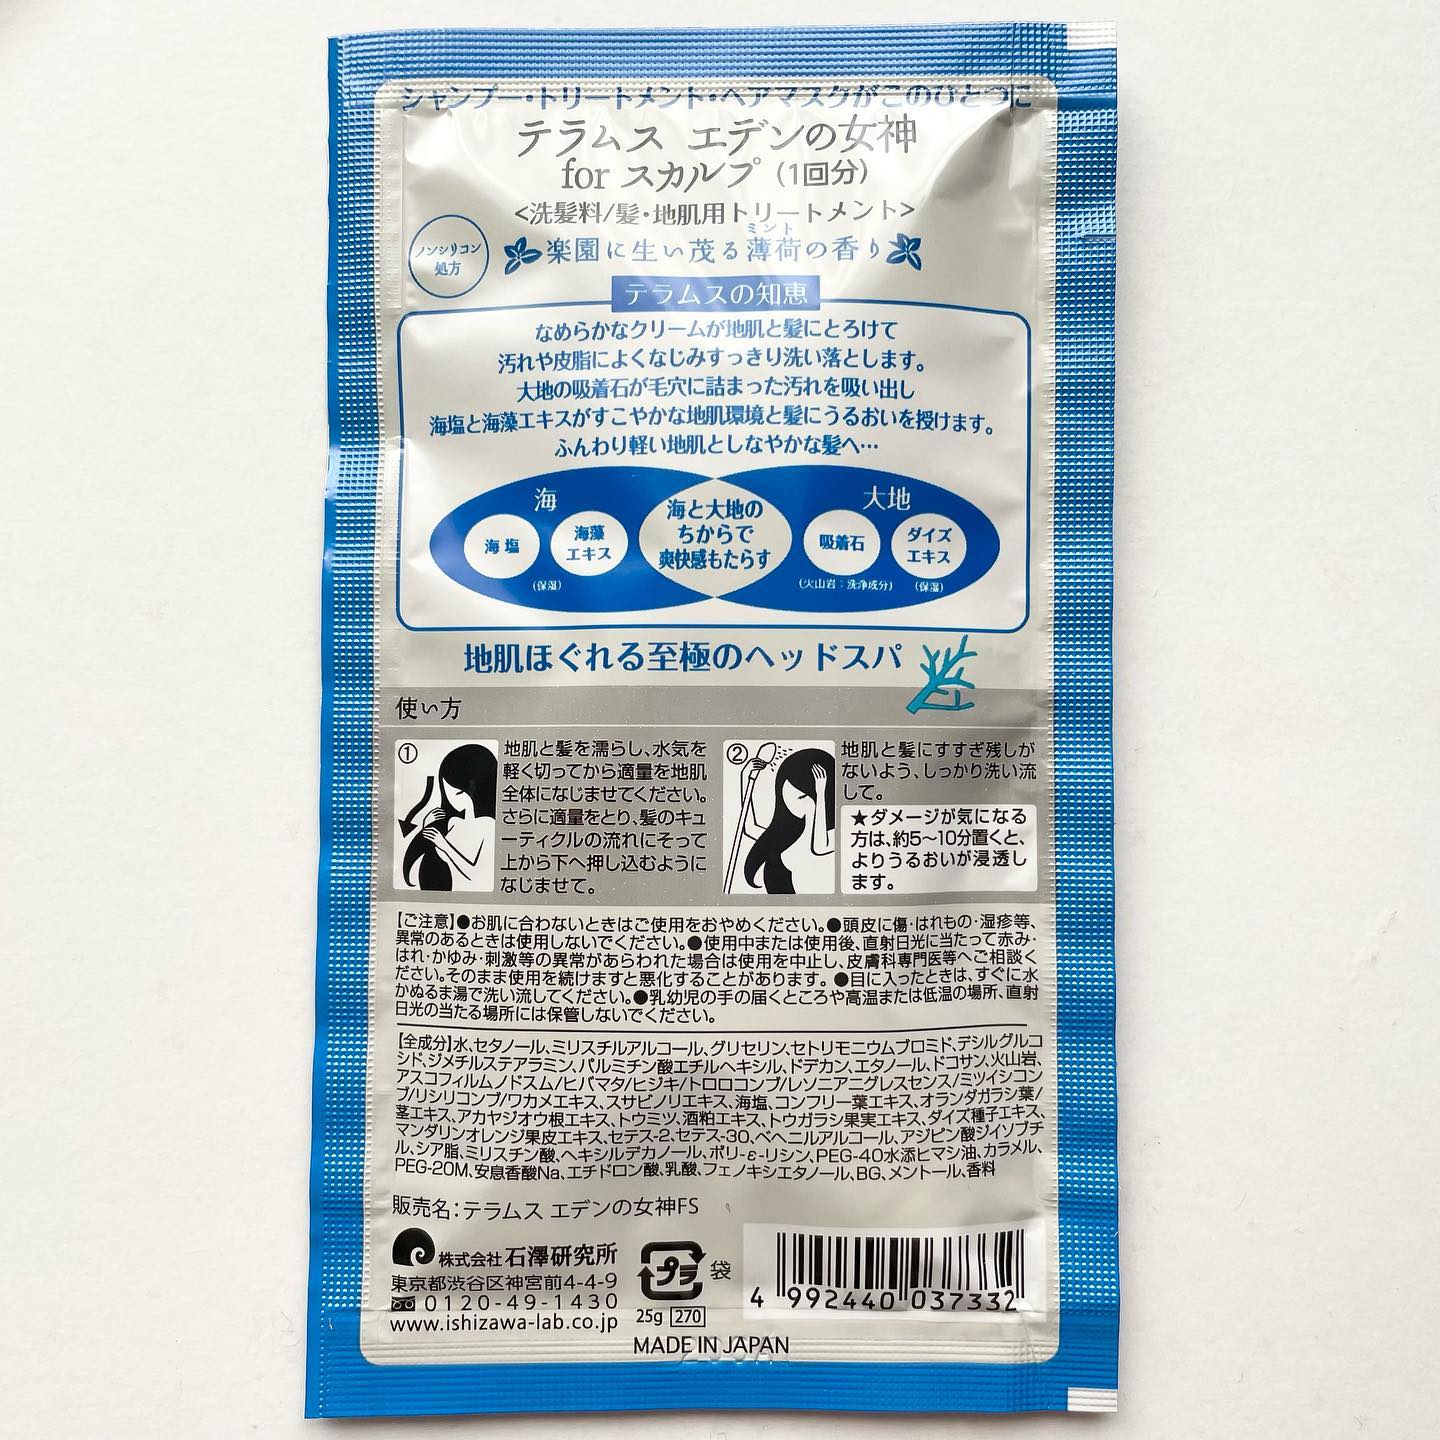 シャンプー・トリートメント・ヘアマスクがこのひとつに
テラムス エデンの女神
for スカルプ (1回分)
<洗髪料/髪・地肌用トリートメント>
ノンシリコン
処方
ミント
楽園に生い茂る薄荷の香り
テラムスの知恵
なめらかなクリームが地肌と髪にとろけて
汚れや皮脂によくなじみすっきり洗い落とします。
大地の吸着石が毛穴に詰まった汚れを吸い出し
海塩と海藻エキスがすこやかな地肌環境と髪にうるおいを授けます。
ふんわり軽い地肌としなやかな髪へ…
海
海塩
海藻
エキス
(保湿)
海と大地の
ちからで
爽快感もたらす
大地
吸着石
(火山岩：洗浄成分)
ダイズ
エキス
(保湿)
地肌ほぐれる至極のヘッドスパ
使い方
①
地肌と髪を濡らし、水気を
軽く切ってから適量を地肌
全体になじませてください。
さらに適量をとり、髪のキュ
ーティクルの流れにそって
上から下へ押し込むように
なじませて。
②
地肌と髪にすすぎ残しが
ないよう、しっかり洗い流
して。
★ダメージが気になる
方は、約5～10分置くと、
よりうるおいが浸透し
ます。
【ご注意】●お肌に合わないときはご使用をおやめください。●頭皮に傷・はれもの・湿疹等、
異常のあるときは使用しないでください。●使用中または使用後、直射日光に当たって赤み・
はれ・かゆみ・刺激等の異常があらわれた場合は使用を中止し、皮膚科専門医等へご相談く
ださい。そのまま使用を続けますと悪化することがあります。●目に入ったときは、すぐに水
かぬるま湯で洗い流してください。●乳幼児の手の届くところや高温または低温の場所、直射
日光の当たる場所には保管しないでください。
【全成分】水、セタノール、ミリスチルアルコール、グリセリン、セトリモニウムブロミド、デシルグルコ
シド、ジメチルステアラミン、パルミチン酸エチルヘキシル、ドデカン、エタノール、ドコサン、火山岩、
アスコフィルムノドスム/ヒバマタ/ヒジキ/トロロコンブ/レソニアニグレスセンス/ミツイシコン
ブ/リシリコンブ/ワカメエキス、スサビノリエキス、海塩、コンフリー葉エキス、オランダガラシ葉/
茎エキス、アカヤジオウ根エキス、トウミツ、酒粕エキス、トウガラシ果実エキス、ダイズ種子エキス、
マンダリンオレンジ果皮エキス、セテス-2、セテス-30、ベヘニルアルコール、アジピン酸ジイソブチ
ル、シア脂、ミリスチン酸、ヘキシルデカノール、ポリ-ε-リシン、PEG-40水添ヒマシ油、カラメル、
PEG-20M、安息香酸Na、エチドロン酸、乳酸、フェノキシエタノール、BG、メントール、香料
販売名：テラムス エデンの女神FS
株式会社 石澤研究所
東京都渋谷区神宮前4-4-9
0120-49-1430
www.ishizawa-lab.co.jp
プラ
袋
25g 270
4 992440 037332
MADE IN JAPAN